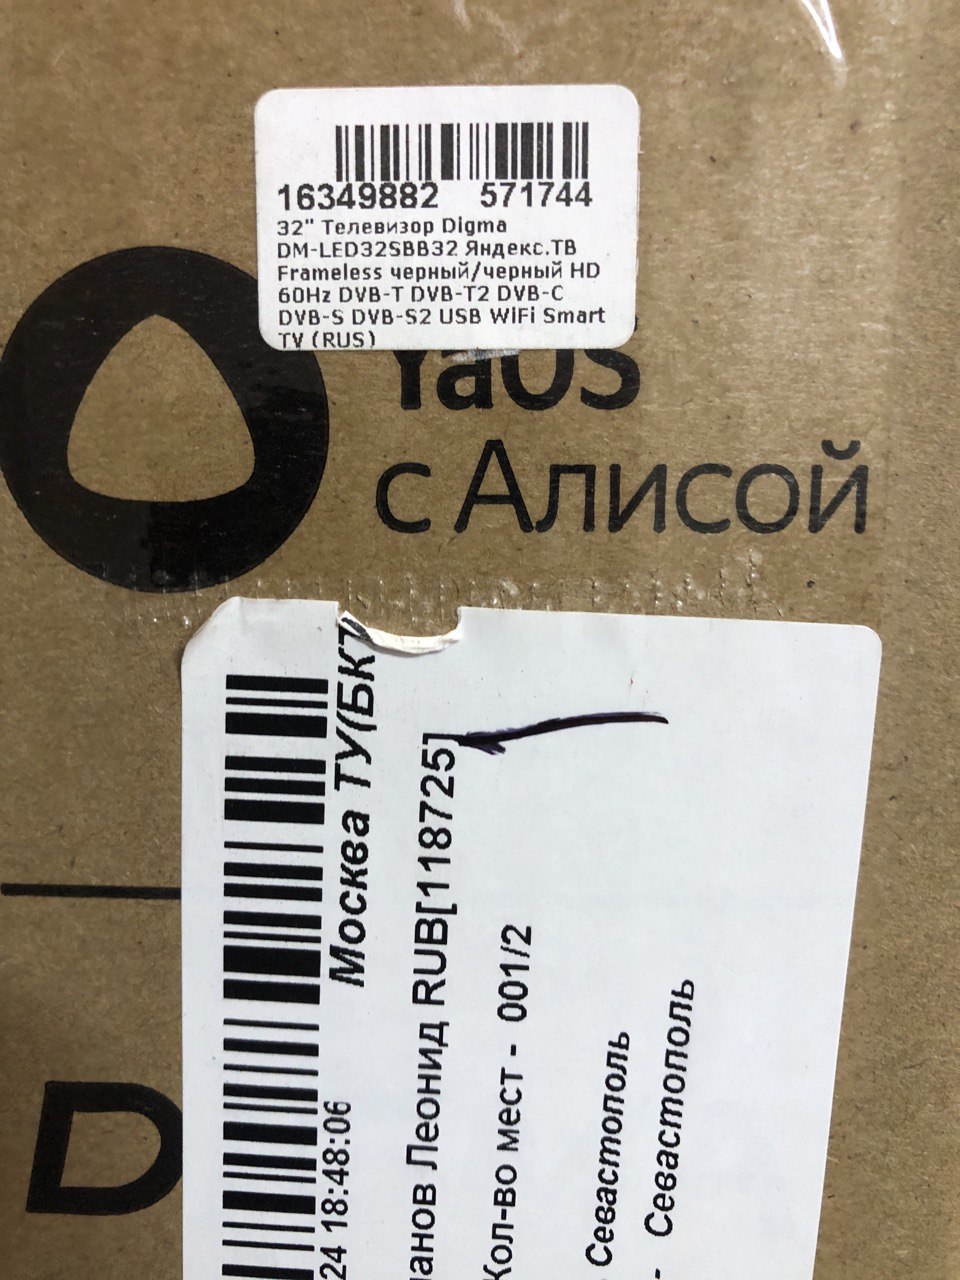 16349882 571744
32" Телевизор Digma
DM-LED32SBB32 Яндекс.ТВ
Frameless черный/черный HD
60Hz DVB-T DVB-T2 DVB-C
DVB-S DVB-S2 USB WiFi Smart
TV (RUS)
YaOS
с Алисой
Москва ТУ(БКТ
24 18:48:06
Леонид RUB[118725]
Кол-во мест - 001/2
Севастополь
- Севастополь
D